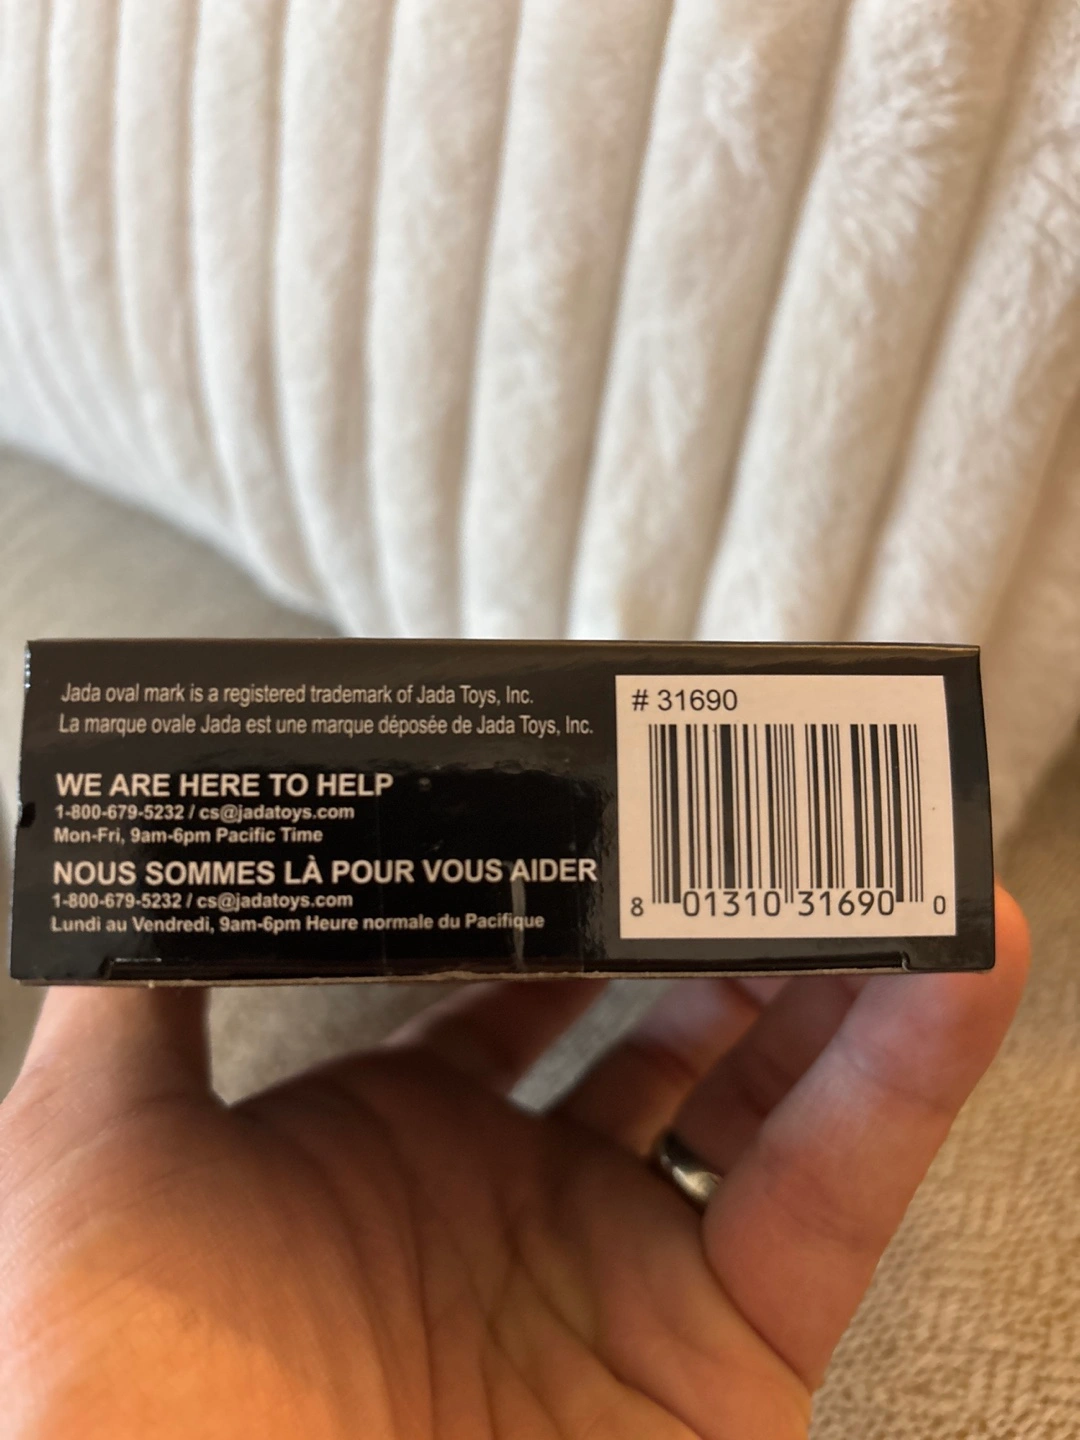 Jada oval mark is a registered trademark of Jada Toys, Inc.
La marque ovale Jada est une marque déposée de Jada Toys, Inc.
WE ARE HERE TO HELP
1-800-679-5232 / cs@jadatoys.com
Mon-Fri, 9am-6pm Pacific Time
NOUS SOMMES LÀ POUR VOUS AIDER
1-800-679-5232 / cs@jadatoys.com
Lundi au Vendredi, 9am-6pm Heure normale du Pacifique
# 31690
8 01310 31690 0